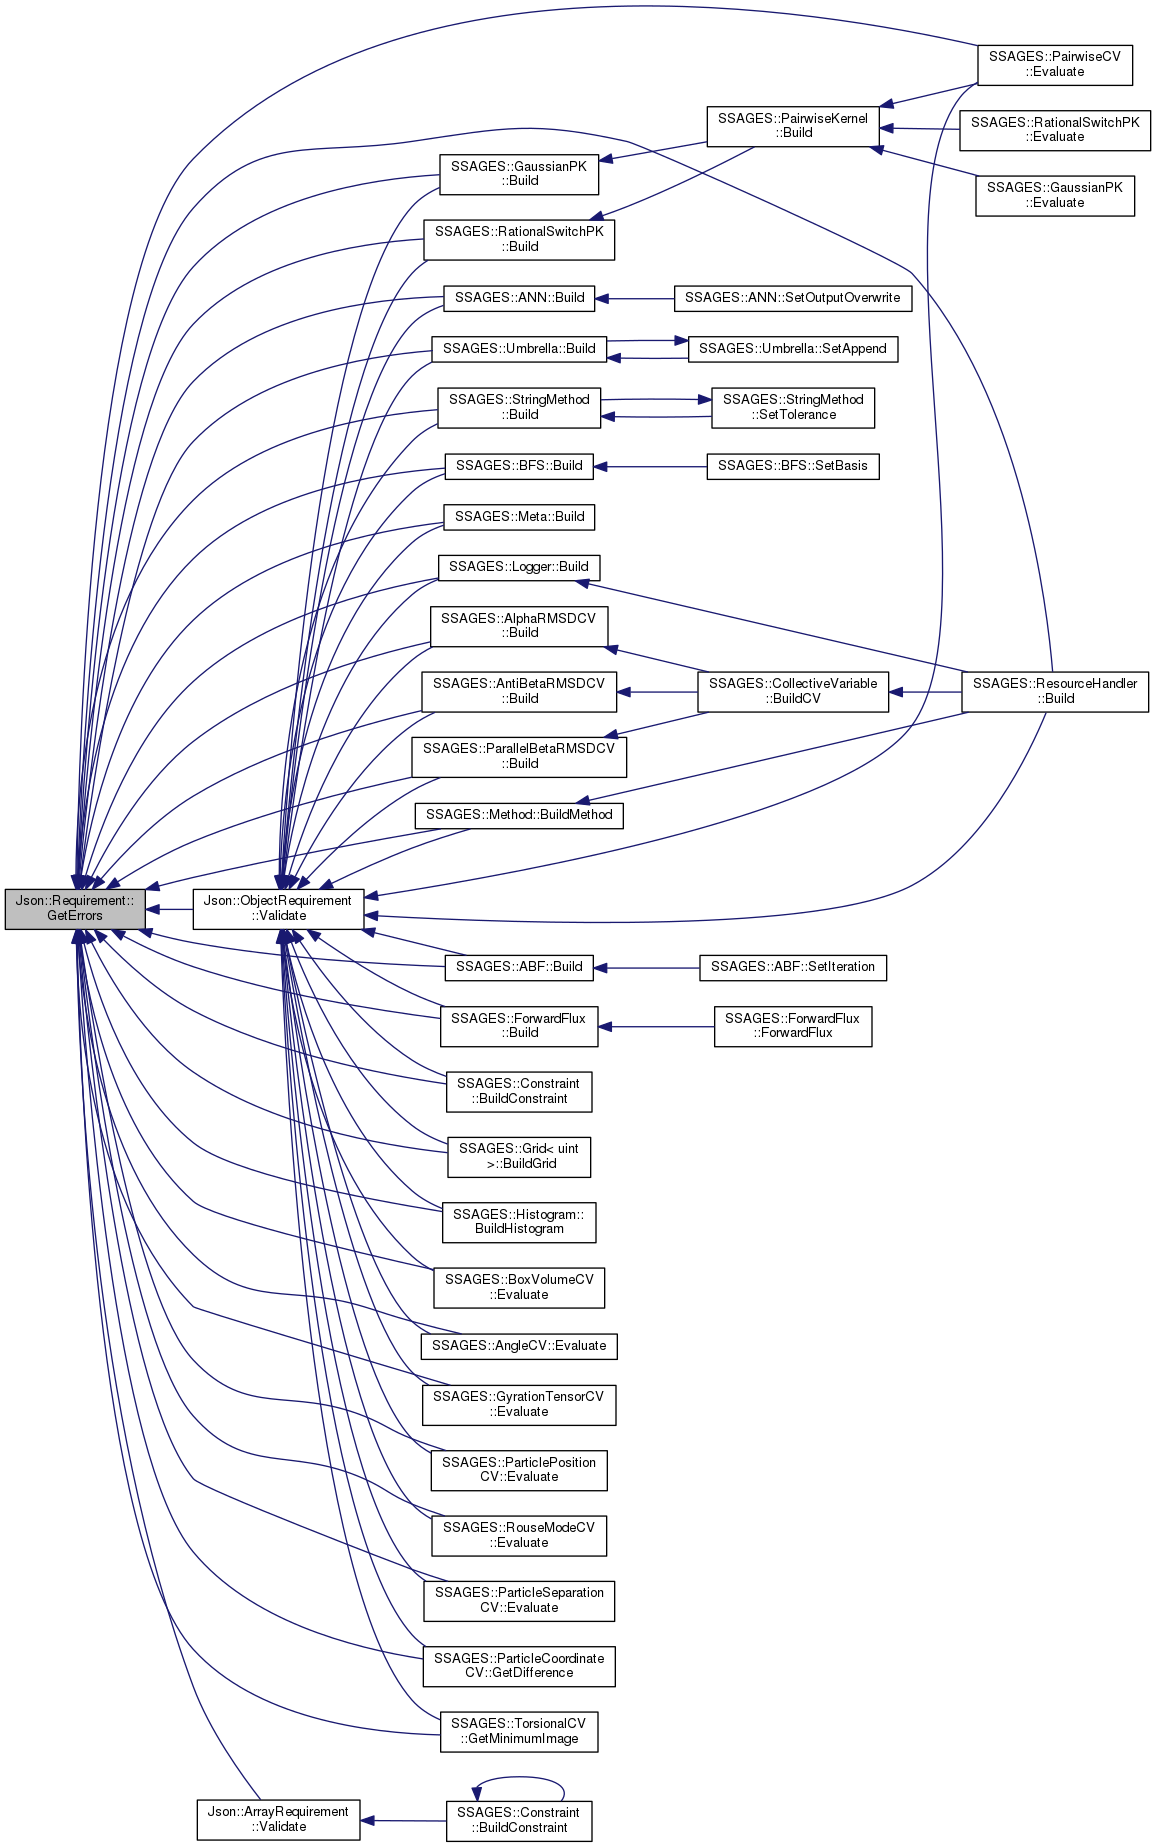 SSAGES::PairwiseCV
::Evaluate
SSAGES::PairwiseKernel
::Build
SSAGES::RationalSwitchPK
::Evaluate
SSAGES::GaussianPK
::Build
SSAGES::GaussianPK
::Evaluate
SSAGES::RationalSwitchPK
::Build
SSAGES::ANN::Build
SSAGES::ANN::SetOutputOverwrite
SSAGES::Umbrella::Build
SSAGES::Umbrella::SetAppend
SSAGES::StringMethod
::Build
SSAGES::StringMethod
::SetTolerance
SSAGES::BFS::Build
SSAGES::BFS::SetBasis
SSAGES::Meta::Build
SSAGES::Logger::Build
SSAGES::AlphaRMSDCV
::Build
SSAGES::AntiBetaRMSDCV
::Build
SSAGES::CollectiveVariable
::BuildCV
SSAGES::ResourceHandler
::Build
SSAGES::ParallelBetaRMSDCV
::Build
SSAGES::Method::BuildMethod
Json::Requirement::
GetErrors
Json::ObjectRequirement
::Validate
SSAGES::ABF::Build
SSAGES::ABF::SetIteration
SSAGES::ForwardFlux
::Build
SSAGES::ForwardFlux
::ForwardFlux
SSAGES::Constraint
::BuildConstraint
SSAGES::Grid< uint
>::BuildGrid
SSAGES::Histogram::
BuildHistogram
SSAGES::BoxVolumeCV
::Evaluate
SSAGES::AngleCV::Evaluate
SSAGES::GyrationTensorCV
::Evaluate
SSAGES::ParticlePosition
CV::Evaluate
SSAGES::RouseModeCV
::Evaluate
SSAGES::ParticleSeparation
CV::Evaluate
SSAGES::ParticleCoordinate
CV::GetDifference
SSAGES::TorsionalCV
::GetMinimumImage
Json::ArrayRequirement
::Validate
SSAGES::Constraint
::BuildConstraint